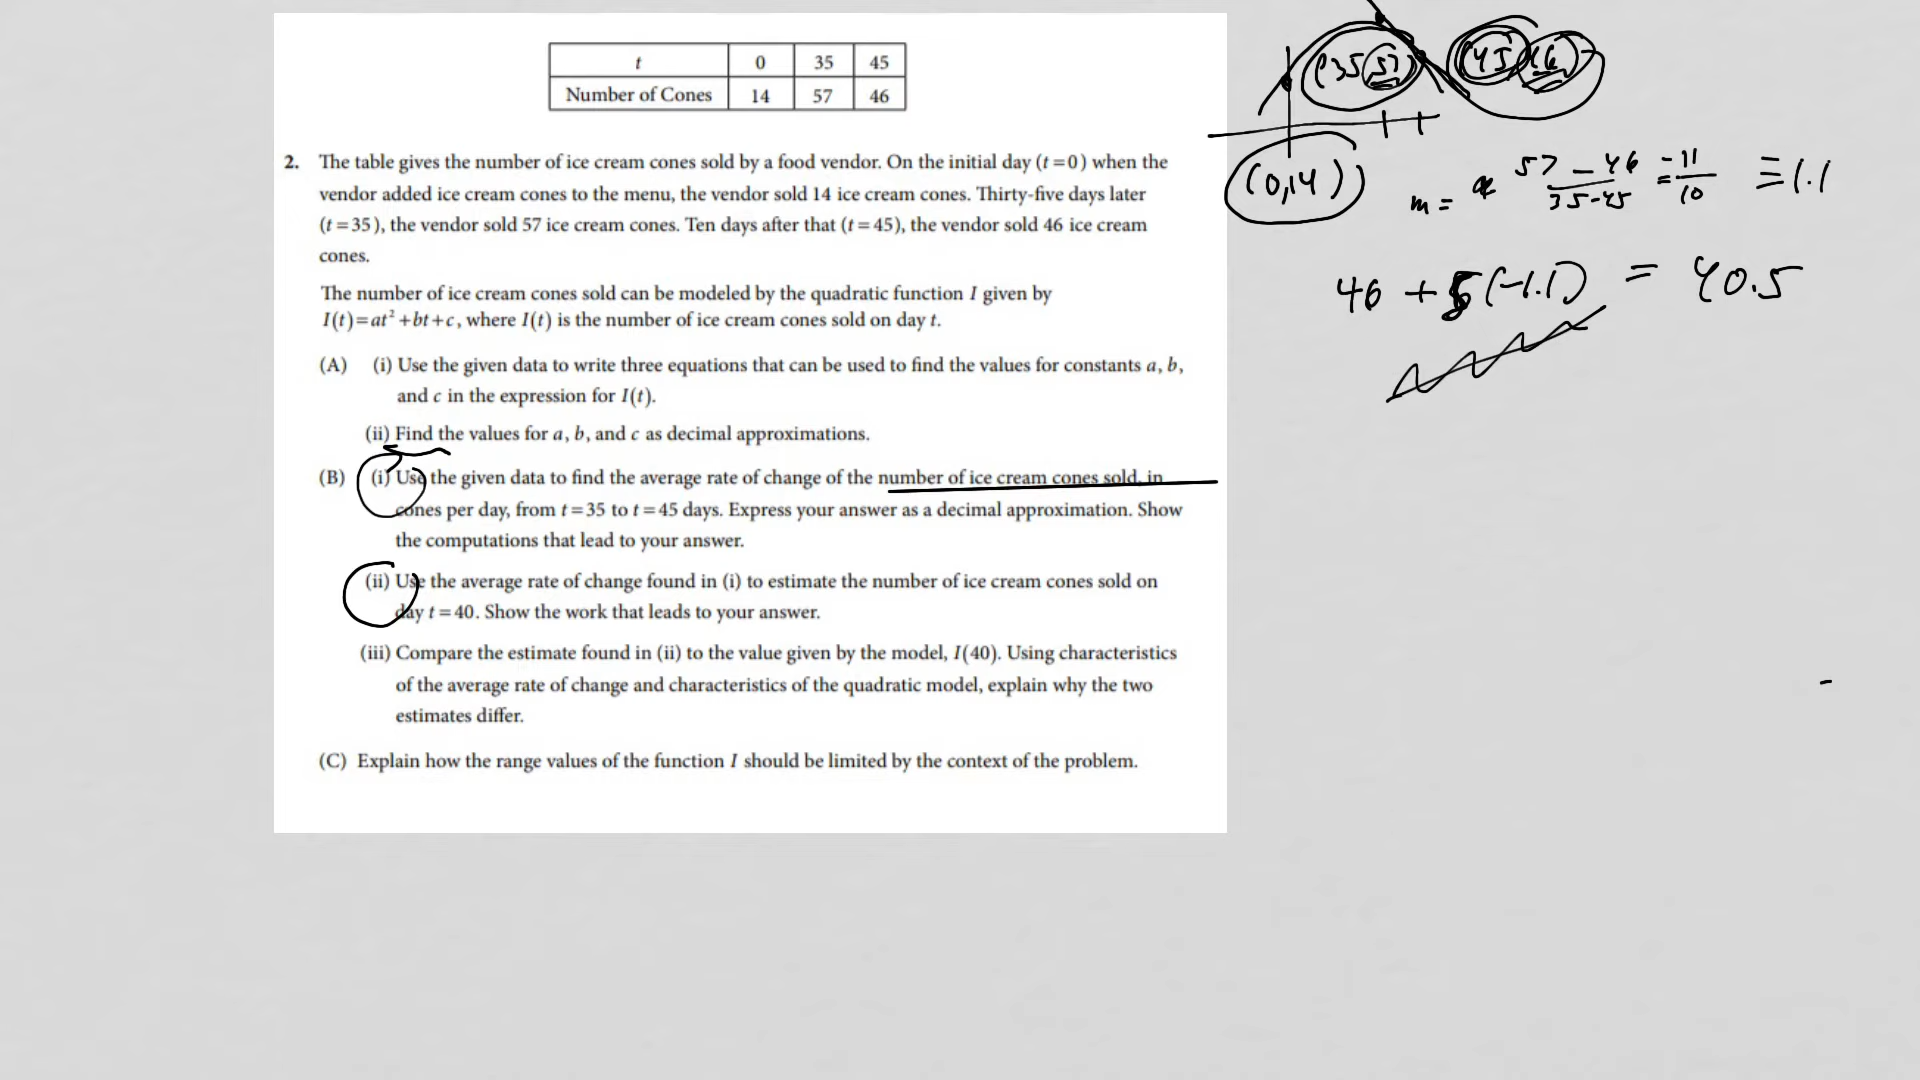 t 0 35 45
Number of Cones 14 57 46
2. The table gives the number of ice cream cones sold by a food vendor. On the initial day (t = 0) when the
vendor added ice cream cones to the menu, the vendor sold 14 ice cream cones. Thirty-five days later
(t = 35), the vendor sold 57 ice cream cones. Ten days after that (t = 45), the vendor sold 46 ice cream
cones.
The number of ice cream cones sold can be modeled by the quadratic function I given by
I(t)=at²+bt+c, where I(t) is the number of ice cream cones sold on day t.
(A) (i) Use the given data to write three equations that can be used to find the values for constants a, b,
and c in the expression for I(t).
(ii) Find the values for a, b, and c as decimal approximations.
(B) (i) Use the given data to find the average rate of change of the number of ice cream cones sold, in
cones per day, from t = 35 to t = 45 days. Express your answer as a decimal approximation. Show
the computations that lead to your answer.
(ii) Use the average rate of change found in (i) to estimate the number of ice cream cones sold on
day t = 40. Show the work that leads to your answer.
(iii) Compare the estimate found in (ii) to the value given by the model, I(40). Using characteristics
of the average rate of change and characteristics of the quadratic model, explain why the two
estimates differ.
(C) Explain how the range values of the function I should be limited by the context of the problem.
(35,57) (45,46)
(0,14)
m = 57 - 46 / 35-45 = -11 / 10 = 1.1
46 + 5(-1.1) = 40.5